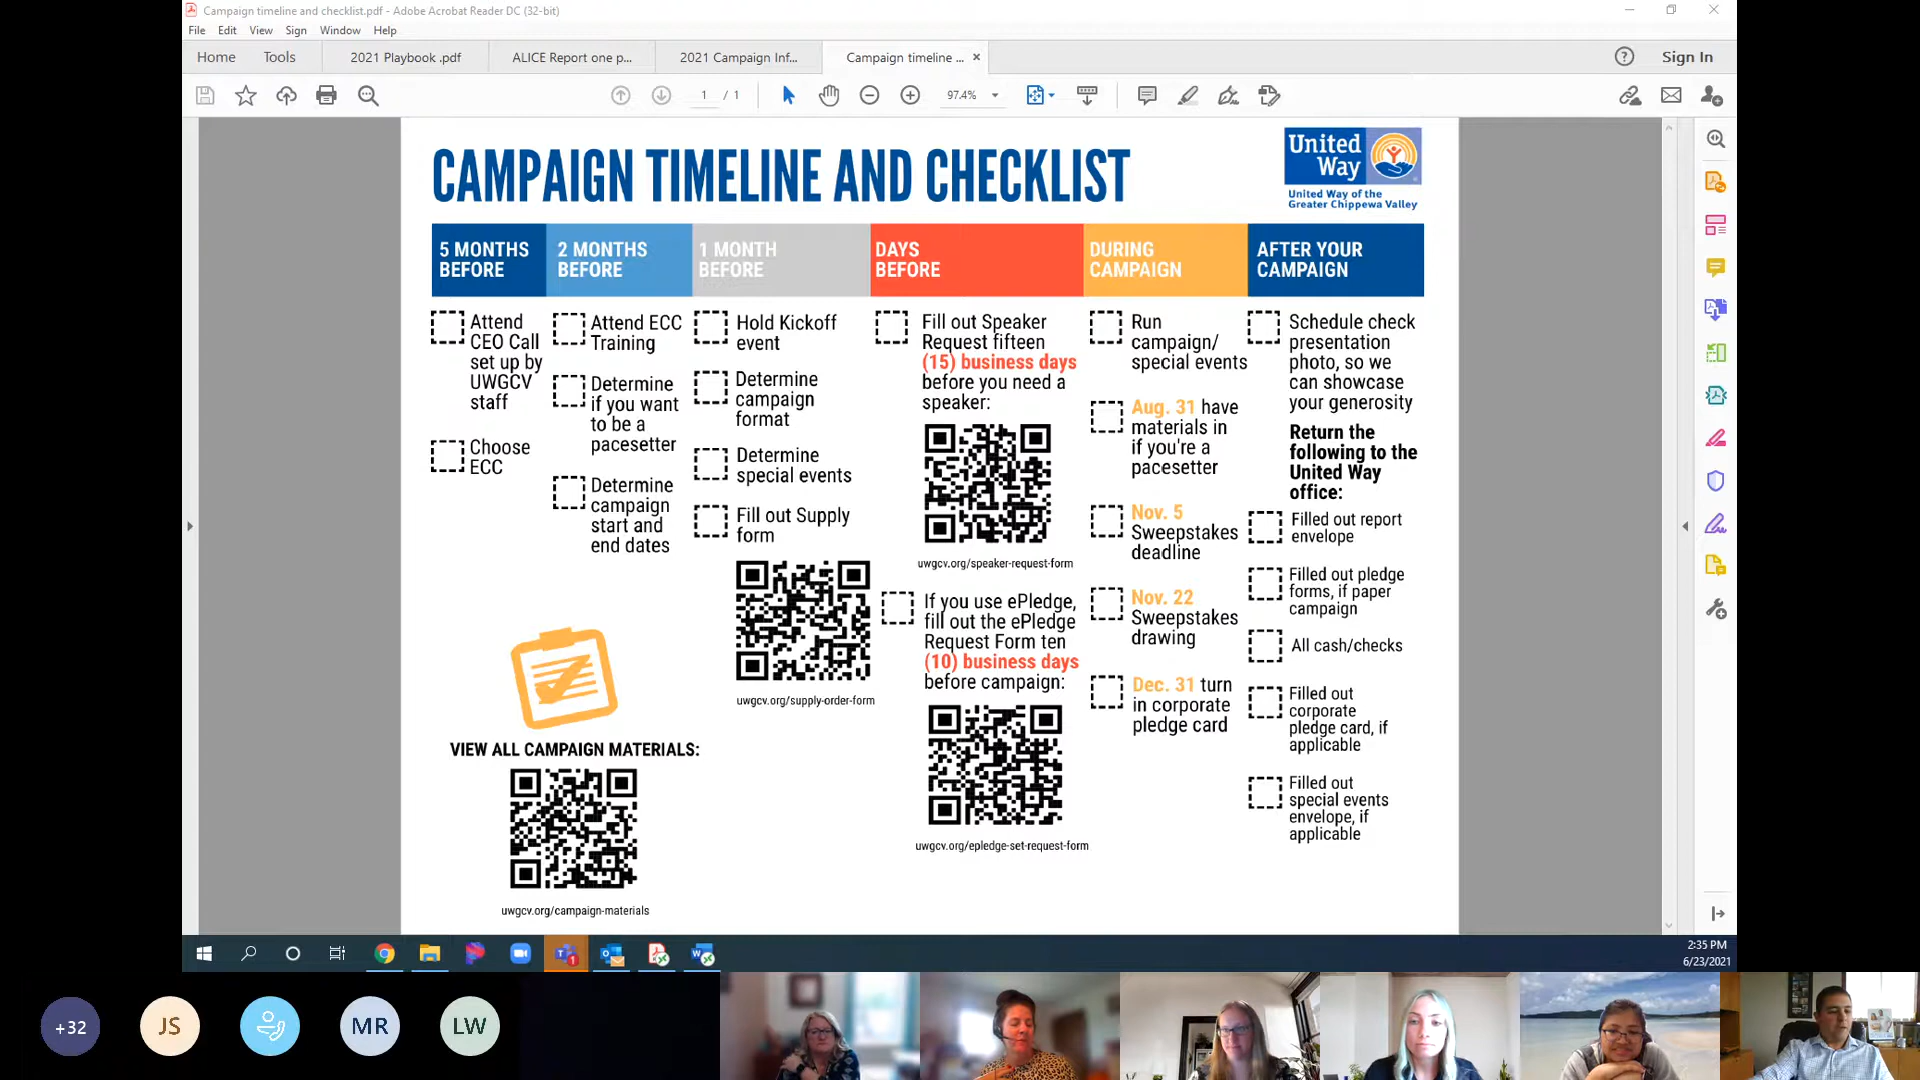 Campaign timeline and checklist.pdf - Adobe Acrobat Reader DC (32-bit)
File Edit View Sign Window Help
Home Tools 2021 Playbook .pdf ALICE Report one p... 2021 Campaign Inf... Campaign timeline ... × Sign In
1 / 1 97.4%
CAMPAIGN TIMELINE AND CHECKLIST
United
Way
United Way of the
Greater Chippewa Valley
5 MONTHS
BEFORE
Attend
CEO Call
set up by
UWGCV
staff
Choose
ECC
2 MONTHS
BEFORE
Attend ECC
Training
Determine
if you want
to be a
pacesetter
Determine
campaign
start and
end dates
VIEW ALL CAMPAIGN MATERIALS:
uwgcv.org/campaign-materials
1 MONTH
BEFORE
Hold Kickoff
event
Determine
campaign
format
Determine
special events
Fill out Supply
form
uwgcv.org/supply-order-form
DAYS
BEFORE
Fill out Speaker
Request fifteen
(15) business days
before you need a
speaker:
uwgcv.org/speaker-request-form
If you use ePledge,
fill out the ePledge
Request Form ten
(10) business days
before campaign:
uwgcv.org/epledge-set-request-form
DURING
CAMPAIGN
Run
campaign/
special events
Aug. 31 have
materials in
if you're a
pacesetter
Nov. 5
Sweepstakes
deadline
Nov. 22
Sweepstakes
drawing
Dec. 31 turn
in corporate
pledge card
AFTER YOUR
CAMPAIGN
Schedule check
presentation
photo, so we
can showcase
your generosity
Return the
following to the
United Way
office:
Filled out report
envelope
Filled out pledge
forms, if paper
campaign
All cash/checks
Filled out
corporate
pledge card, if
applicable
Filled out
special events
envelope, if
applicable
2:35 PM
6/23/2021
+32 JS MR LW